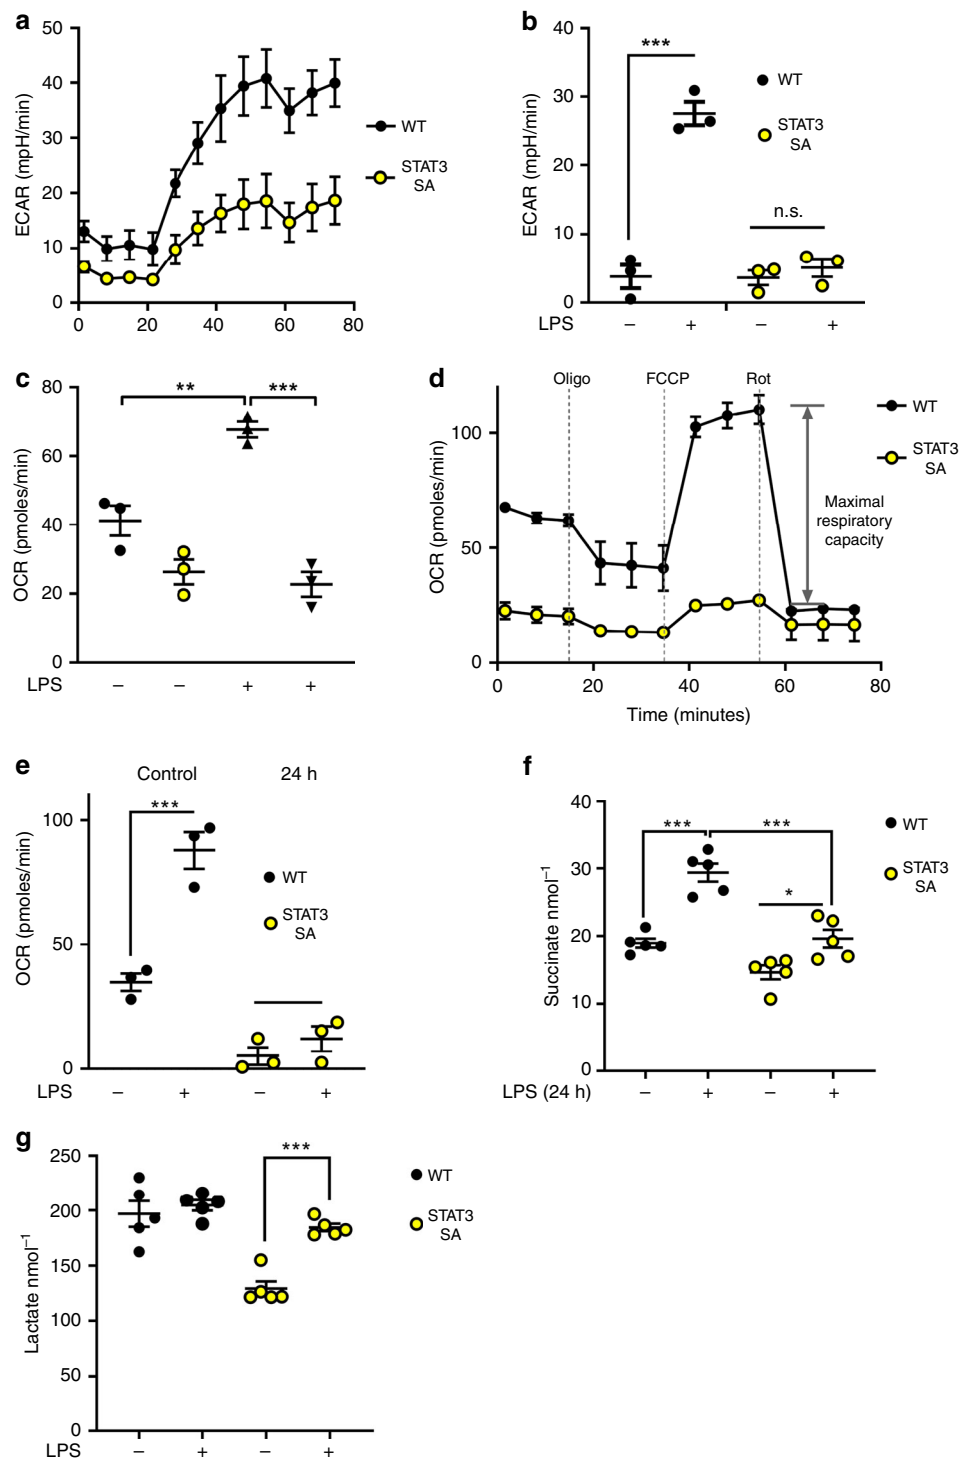 a
50
40
30
20
10
0
ECAR (mpH/min)
0 20 40 60 80
WT
STAT3
SA
b
40
30
20
10
0
ECAR (mpH/min)
***
WT
STAT3
SA
n.s.
LPS – + – +
c
80
60
40
20
0
OCR (pmoles/min)
** ***
LPS – – + +
d
Oligo FCCP Rot
100
50
0
OCR (pmoles/min)
0 20 40 60 80
Time (minutes)
WT
STAT3
SA
Maximal
respiratory
capacity
e
Control 24 h
100
50
0
OCR (pmoles/min)
***
WT
STAT3
SA
LPS – + – +
f
40
30
20
10
0
Succinate nmol⁻¹
*** ***
*
WT
STAT3
SA
LPS (24 h) – + – +
g
250
200
150
100
50
0
Lactate nmol⁻¹
***
WT
STAT3
SA
LPS – + – +